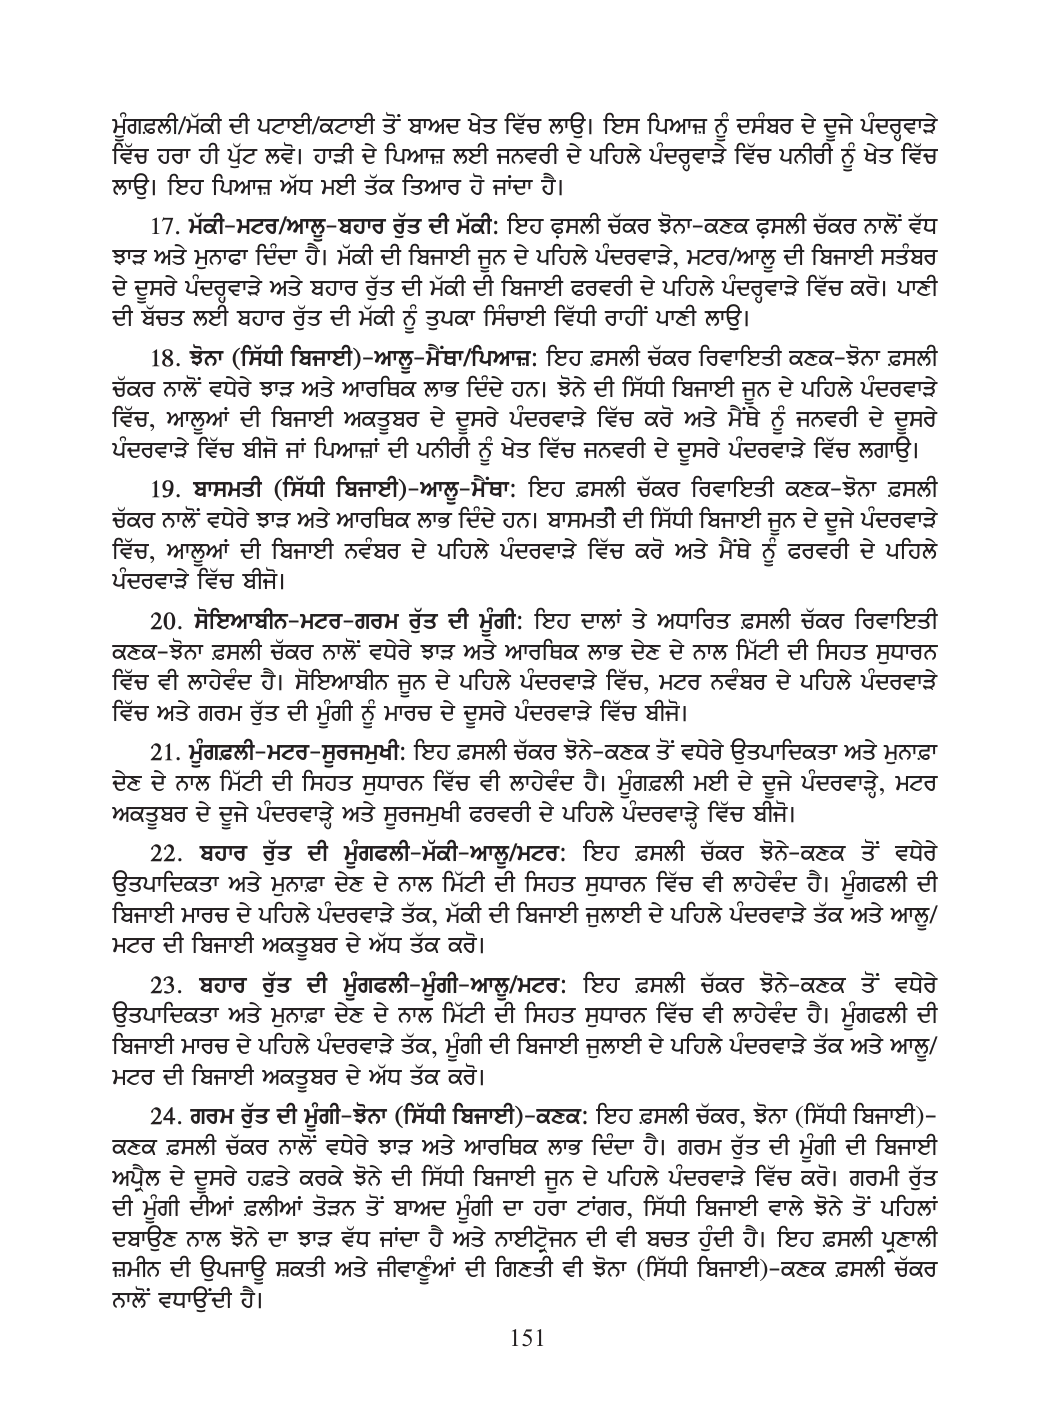 ਮੂੰਗਫ਼ਲੀ/ਮੱਕੀ ਦੀ ਪਟਾਈ/ਕਟਾਈ ਤੋਂ ਬਾਅਦ ਖੇਤ ਵਿੱਚ ਲਾਉ। ਇਸ ਪਿਆਜ਼ ਨੂੰ ਦਸੰਬਰ ਦੇ ਦੂਜੇ ਪੰਦਰ੍ਹਵਾੜੇ
ਵਿੱਚ ਹਰਾ ਹੀ ਪੁੱਟ ਲਵੋ। ਹਾੜੀ ਦੇ ਪਿਆਜ਼ ਲਈ ਜਨਵਰੀ ਦੇ ਪਹਿਲੇ ਪੰਦਰ੍ਹਵਾੜੇ ਵਿੱਚ ਪਨੀਰੀ ਨੂੰ ਖੇਤ ਵਿੱਚ
ਲਾਉ। ਇਹ ਪਿਆਜ਼ ਅੱਧ ਮਈ ਤੱਕ ਤਿਆਰ ਹੋ ਜਾਂਦਾ ਹੈ।
17. ਮੱਕੀ-ਮਟਰ/ਆਲੂ-ਬਹਾਰ ਰੁੱਤ ਦੀ ਮੱਕੀ: ਇਹ ਫ਼ਸਲੀ ਚੱਕਰ ਝੋਨਾ-ਕਣਕ ਫ਼ਸਲੀ ਚੱਕਰ ਨਾਲੋਂ ਵੱਧ
ਝਾੜ ਅਤੇ ਮੁਨਾਫਾ ਦਿੰਦਾ ਹੈ। ਮੱਕੀ ਦੀ ਬਿਜਾਈ ਜੂਨ ਦੇ ਪਹਿਲੇ ਪੰਦਰਵਾੜੇ, ਮਟਰ/ਆਲੂ ਦੀ ਬਿਜਾਈ ਸਤੰਬਰ
ਦੇ ਦੂਸਰੇ ਪੰਦਰ੍ਹਵਾੜੇ ਅਤੇ ਬਹਾਰ ਰੁੱਤ ਦੀ ਮੱਕੀ ਦੀ ਬਿਜਾਈ ਫਰਵਰੀ ਦੇ ਪਹਿਲੇ ਪੰਦਰ੍ਹਵਾੜੇ ਵਿੱਚ ਕਰੋ। ਪਾਣੀ
ਦੀ ਬੱਚਤ ਲਈ ਬਹਾਰ ਰੁੱਤ ਦੀ ਮੱਕੀ ਨੂੰ ਤੁਪਕਾ ਸਿੰਚਾਈ ਵਿੱਧੀ ਰਾਹੀਂ ਪਾਣੀ ਲਾਉ।
18. ਝੋਨਾ (ਸਿੱਧੀ ਬਿਜਾਈ)-ਆਲੂ-ਮੈਂਥਾ/ਪਿਆਜ਼: ਇਹ ਫ਼ਸਲੀ ਚੱਕਰ ਰਿਵਾਇਤੀ ਕਣਕ-ਝੋਨਾ ਫ਼ਸਲੀ
ਚੱਕਰ ਨਾਲੋਂ ਵਧੇਰੇ ਝਾੜ ਅਤੇ ਆਰਥਿਕ ਲਾਭ ਦਿੰਦੇ ਹਨ। ਝੋਨੇ ਦੀ ਸਿੱਧੀ ਬਿਜਾਈ ਜੂਨ ਦੇ ਪਹਿਲੇ ਪੰਦਰਵਾੜੇ
ਵਿੱਚ, ਆਲੂਆਂ ਦੀ ਬਿਜਾਈ ਅਕਤੂਬਰ ਦੇ ਦੂਸਰੇ ਪੰਦਰਵਾੜੇ ਵਿੱਚ ਕਰੋ ਅਤੇ ਮੈਂਥੇ ਨੂੰ ਜਨਵਰੀ ਦੇ ਦੂਸਰੇ
ਪੰਦਰਵਾੜੇ ਵਿੱਚ ਬੀਜੋ ਜਾਂ ਪਿਆਜ਼ਾਂ ਦੀ ਪਨੀਰੀ ਨੂੰ ਖੇਤ ਵਿੱਚ ਜਨਵਰੀ ਦੇ ਦੂਸਰੇ ਪੰਦਰਵਾੜੇ ਵਿੱਚ ਲਗਾਉ।
19. ਬਾਸਮਤੀ (ਸਿੱਧੀ ਬਿਜਾਈ)-ਆਲੂ-ਮੈਂਥਾ: ਇਹ ਫ਼ਸਲੀ ਚੱਕਰ ਰਿਵਾਇਤੀ ਕਣਕ-ਝੋਨਾ ਫ਼ਸਲੀ
ਚੱਕਰ ਨਾਲੋਂ ਵਧੇਰੇ ਝਾੜ ਅਤੇ ਆਰਥਿਕ ਲਾਭ ਦਿੰਦੇ ਹਨ। ਬਾਸਮਤੀ ਦੀ ਸਿੱਧੀ ਬਿਜਾਈ ਜੂਨ ਦੇ ਦੂਜੇ ਪੰਦਰਵਾੜੇ
ਵਿੱਚ, ਆਲੂਆਂ ਦੀ ਬਿਜਾਈ ਨਵੰਬਰ ਦੇ ਪਹਿਲੇ ਪੰਦਰਵਾੜੇ ਵਿੱਚ ਕਰੋ ਅਤੇ ਮੈਂਥੇ ਨੂੰ ਫਰਵਰੀ ਦੇ ਪਹਿਲੇ
ਪੰਦਰਵਾੜੇ ਵਿੱਚ ਬੀਜੋ।
20. ਸੋਇਆਬੀਨ-ਮਟਰ-ਗਰਮ ਰੁੱਤ ਦੀ ਮੂੰਗੀ: ਇਹ ਦਾਲਾਂ ਤੇ ਅਧਾਰਿਤ ਫ਼ਸਲੀ ਚੱਕਰ ਰਿਵਾਇਤੀ
ਕਣਕ-ਝੋਨਾ ਫ਼ਸਲੀ ਚੱਕਰ ਨਾਲੋਂ ਵਧੇਰੇ ਝਾੜ ਅਤੇ ਆਰਥਿਕ ਲਾਭ ਦੇਣ ਦੇ ਨਾਲ ਮਿੱਟੀ ਦੀ ਸਿਹਤ ਸੁਧਾਰਨ
ਵਿੱਚ ਵੀ ਲਾਹੇਵੰਦ ਹੈ। ਸੋਇਆਬੀਨ ਜੂਨ ਦੇ ਪਹਿਲੇ ਪੰਦਰਵਾੜੇ ਵਿੱਚ, ਮਟਰ ਨਵੰਬਰ ਦੇ ਪਹਿਲੇ ਪੰਦਰਵਾੜੇ
ਵਿੱਚ ਅਤੇ ਗਰਮ ਰੁੱਤ ਦੀ ਮੂੰਗੀ ਨੂੰ ਮਾਰਚ ਦੇ ਦੂਸਰੇ ਪੰਦਰਵਾੜੇ ਵਿੱਚ ਬੀਜੋ।
21. ਮੂੰਗਫ਼ਲੀ-ਮਟਰ-ਸੂਰਜਮੁਖੀ: ਇਹ ਫ਼ਸਲੀ ਚੱਕਰ ਝੋਨੇ-ਕਣਕ ਤੋਂ ਵਧੇਰੇ ਉਤਪਾਦਿਕਤਾ ਅਤੇ ਮੁਨਾਫ਼ਾ
ਦੇਣ ਦੇ ਨਾਲ ਮਿੱਟੀ ਦੀ ਸਿਹਤ ਸੁਧਾਰਨ ਵਿੱਚ ਵੀ ਲਾਹੇਵੰਦ ਹੈ। ਮੂੰਗਫ਼ਲੀ ਮਈ ਦੇ ਦੂਜੇ ਪੰਦਰਵਾੜ੍ਹੇ, ਮਟਰ
ਅਕਤੂਬਰ ਦੇ ਦੂਜੇ ਪੰਦਰਵਾੜ੍ਹੇ ਅਤੇ ਸੂਰਜਮੁਖੀ ਫਰਵਰੀ ਦੇ ਪਹਿਲੇ ਪੰਦਰਵਾੜ੍ਹੇ ਵਿੱਚ ਬੀਜੋ।
22. ਬਹਾਰ ਰੁੱਤ ਦੀ ਮੂੰਗਫਲੀ-ਮੱਕੀ-ਆਲੂ/ਮਟਰ: ਇਹ ਫ਼ਸਲੀ ਚੱਕਰ ਝੋਨੇ-ਕਣਕ ਤੋਂ ਵਧੇਰੇ
ਉਤਪਾਦਿਕਤਾ ਅਤੇ ਮੁਨਾਫ਼ਾ ਦੇਣ ਦੇ ਨਾਲ ਮਿੱਟੀ ਦੀ ਸਿਹਤ ਸੁਧਾਰਨ ਵਿੱਚ ਵੀ ਲਾਹੇਵੰਦ ਹੈ। ਮੂੰਗਫਲੀ ਦੀ
ਬਿਜਾਈ ਮਾਰਚ ਦੇ ਪਹਿਲੇ ਪੰਦਰਵਾੜੇ ਤੱਕ, ਮੱਕੀ ਦੀ ਬਿਜਾਈ ਜੁਲਾਈ ਦੇ ਪਹਿਲੇ ਪੰਦਰਵਾੜੇ ਤੱਕ ਅਤੇ ਆਲੂ/
ਮਟਰ ਦੀ ਬਿਜਾਈ ਅਕਤੂਬਰ ਦੇ ਅੱਧ ਤੱਕ ਕਰੋ।
23. ਬਹਾਰ ਰੁੱਤ ਦੀ ਮੂੰਗਫਲੀ-ਮੂੰਗੀ-ਆਲੂ/ਮਟਰ: ਇਹ ਫ਼ਸਲੀ ਚੱਕਰ ਝੋਨੇ-ਕਣਕ ਤੋਂ ਵਧੇਰੇ
ਉਤਪਾਦਿਕਤਾ ਅਤੇ ਮੁਨਾਫ਼ਾ ਦੇਣ ਦੇ ਨਾਲ ਮਿੱਟੀ ਦੀ ਸਿਹਤ ਸੁਧਾਰਨ ਵਿੱਚ ਵੀ ਲਾਹੇਵੰਦ ਹੈ। ਮੂੰਗਫਲੀ ਦੀ
ਬਿਜਾਈ ਮਾਰਚ ਦੇ ਪਹਿਲੇ ਪੰਦਰਵਾੜੇ ਤੱਕ, ਮੂੰਗੀ ਦੀ ਬਿਜਾਈ ਜੁਲਾਈ ਦੇ ਪਹਿਲੇ ਪੰਦਰਵਾੜੇ ਤੱਕ ਅਤੇ ਆਲੂ/
ਮਟਰ ਦੀ ਬਿਜਾਈ ਅਕਤੂਬਰ ਦੇ ਅੱਧ ਤੱਕ ਕਰੋ।
24. ਗਰਮ ਰੁੱਤ ਦੀ ਮੂੰਗੀ-ਝੋਨਾ (ਸਿੱਧੀ ਬਿਜਾਈ)-ਕਣਕ: ਇਹ ਫ਼ਸਲੀ ਚੱਕਰ, ਝੋਨਾ (ਸਿੱਧੀ ਬਿਜਾਈ)-
ਕਣਕ ਫ਼ਸਲੀ ਚੱਕਰ ਨਾਲੋਂ ਵਧੇਰੇ ਝਾੜ ਅਤੇ ਆਰਥਿਕ ਲਾਭ ਦਿੰਦਾ ਹੈ। ਗਰਮ ਰੁੱਤ ਦੀ ਮੂੰਗੀ ਦੀ ਬਿਜਾਈ
ਅਪ੍ਰੈਲ ਦੇ ਦੂਸਰੇ ਹਫ਼ਤੇ ਕਰਕੇ ਝੋਨੇ ਦੀ ਸਿੱਧੀ ਬਿਜਾਈ ਜੂਨ ਦੇ ਪਹਿਲੇ ਪੰਦਰਵਾੜੇ ਵਿੱਚ ਕਰੋ। ਗਰਮੀ ਰੁੱਤ
ਦੀ ਮੂੰਗੀ ਦੀਆਂ ਫ਼ਲੀਆਂ ਤੋੜਨ ਤੋਂ ਬਾਅਦ ਮੂੰਗੀ ਦਾ ਹਰਾ ਟਾਂਗਰ, ਸਿੱਧੀ ਬਿਜਾਈ ਵਾਲੇ ਝੋਨੇ ਤੋਂ ਪਹਿਲਾਂ
ਦਬਾਉਣ ਨਾਲ ਝੋਨੇ ਦਾ ਝਾੜ ਵੱਧ ਜਾਂਦਾ ਹੈ ਅਤੇ ਨਾਈਟ੍ਰੋਜਨ ਦੀ ਵੀ ਬਚਤ ਹੁੰਦੀ ਹੈ। ਇਹ ਫ਼ਸਲੀ ਪ੍ਰਣਾਲੀ
ਜ਼ਮੀਨ ਦੀ ਉਪਜਾਊ ਸ਼ਕਤੀ ਅਤੇ ਜੀਵਾਣੂੰਆਂ ਦੀ ਗਿਣਤੀ ਵੀ ਝੋਨਾ (ਸਿੱਧੀ ਬਿਜਾਈ)-ਕਣਕ ਫ਼ਸਲੀ ਚੱਕਰ
ਨਾਲੋਂ ਵਧਾਉਂਦੀ ਹੈ।
151